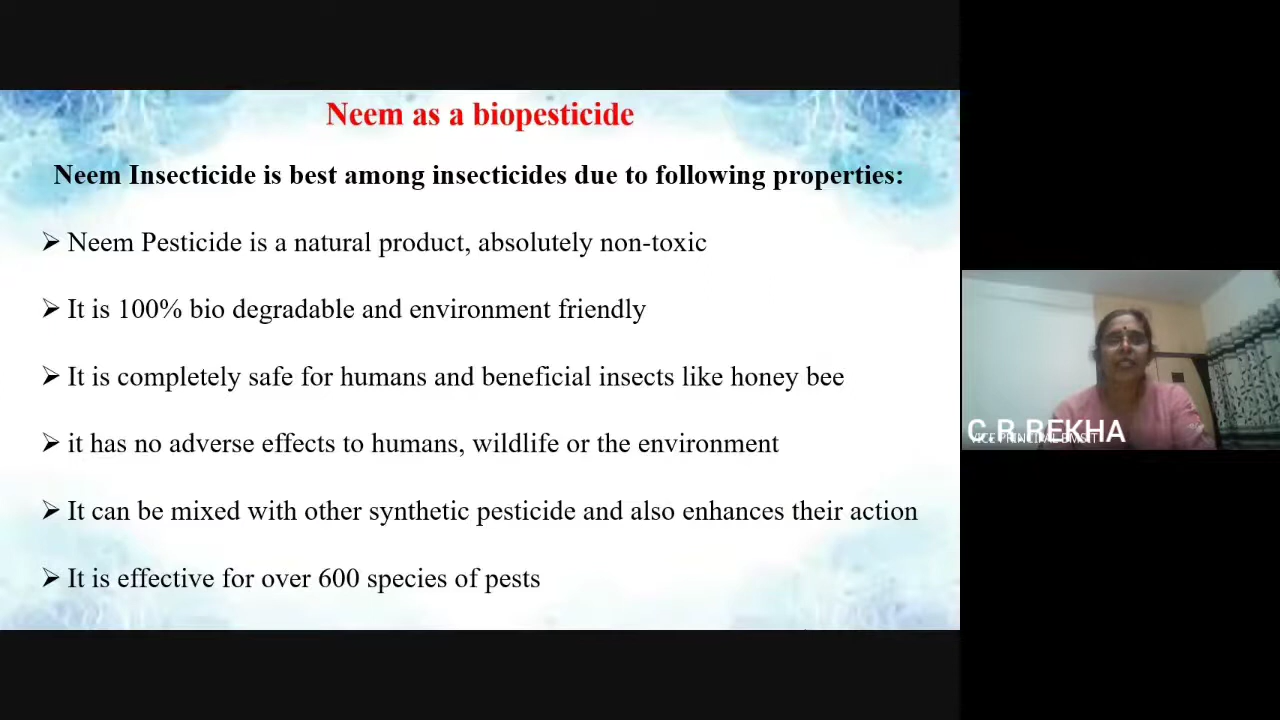 Neem as a biopesticide
Neem Insecticide is best among insecticides due to following properties:
➢ Neem Pesticide is a natural product, absolutely non-toxic
➢ It is 100% bio degradable and environment friendly
➢ It is completely safe for humans and beneficial insects like honey bee
➢ it has no adverse effects to humans, wildlife or the environment
➢ It can be mixed with other synthetic pesticide and also enhances their action
➢ It is effective for over 600 species of pests
C R REKHA
VICE PRINCIPAL BMSIT